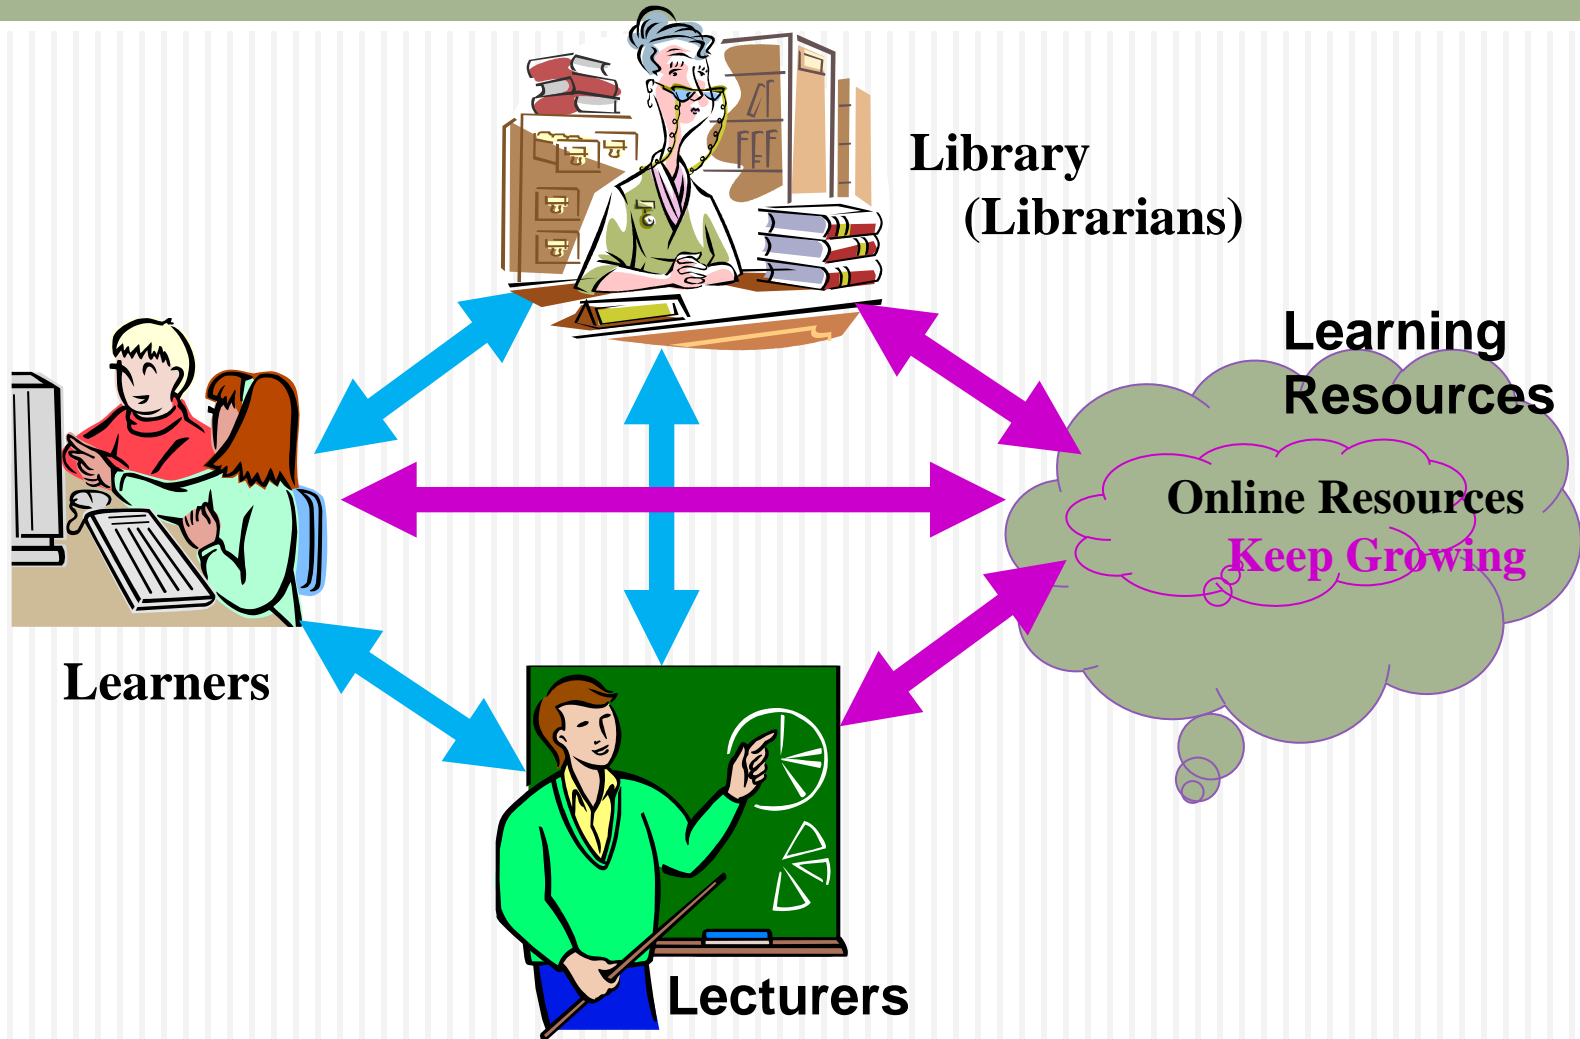 Library
(Librarians)
Learning
Resources
Online Resources
Keep Growing
Learners
Lecturers